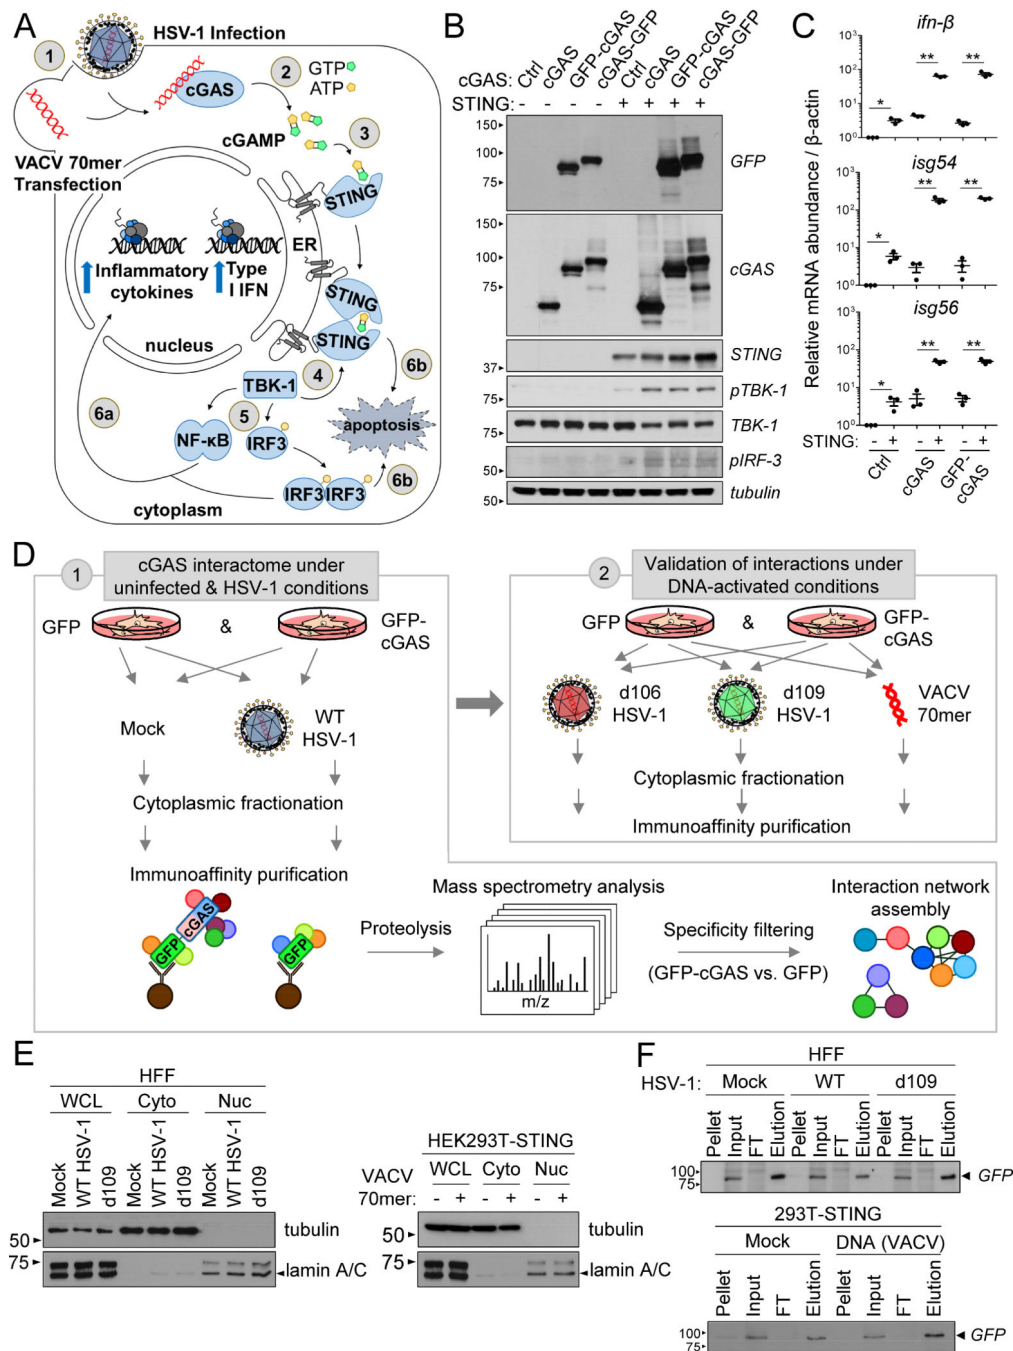 A
HSV-1 Infection
1
cGAS
2
GTP
ATP
cGAMP
3
VACV 70mer
Transfection
STING
ER
Inflammatory
cytokines
Type
I IFN
nucleus
STING
STING
4
6b
TBK-1
6a
5
NF-κB
IRF3
apoptosis
IRF3 IRF3
6b
cytoplasm
B
cGAS: Ctrl cGAS GFP-cGAS cGAS-GFP Ctrl cGAS GFP-cGAS cGAS-GFP
STING: - - - - + + + +
150
100
75
GFP
150
100
75
cGAS
37
STING
75
pTBK-1
75
TBK-1
50
pIRF-3
50
tubulin
C
Relative mRNA abundance / β-actin
ifn-β
10³
10²
10¹
10⁰
* ** **
isg54
10³
10²
10¹
10⁰
* ** **
isg56
10³
10²
10¹
10⁰
* ** **
STING: - + - + - +
Ctrl cGAS GFP-cGAS
D
1
cGAS interactome under
uninfected & HSV-1 conditions
GFP & GFP-
cGAS
Mock
WT
HSV-1
Cytoplasmic fractionation
Immunoaffinity purification
cGAS
GFP
GFP
2
Validation of interactions under
DNA-activated conditions
GFP & GFP-
cGAS
d106
HSV-1
d109
HSV-1
VACV
70mer
Cytoplasmic fractionation
Immunoaffinity purification
Proteolysis
Mass spectrometry analysis
m/z
Specificity filtering
(GFP-cGAS vs. GFP)
Interaction network
assembly
E
HFF
WCL Cyto Nuc
Mock WT HSV-1 d109 Mock WT HSV-1 d109 Mock WT HSV-1 d109
50
tubulin
75
lamin A/C
HEK293T-STING
VACV WCL Cyto Nuc
70mer: - + - + - +
50
tubulin
75
lamin A/C
F
HFF
HSV-1: Mock WT d109
Pellet Input FT Elution Pellet Input FT Elution Pellet Input FT Elution
100
75
GFP
293T-STING
Mock DNA (VACV)
Pellet Input FT Elution Pellet Input FT Elution
100
75
GFP